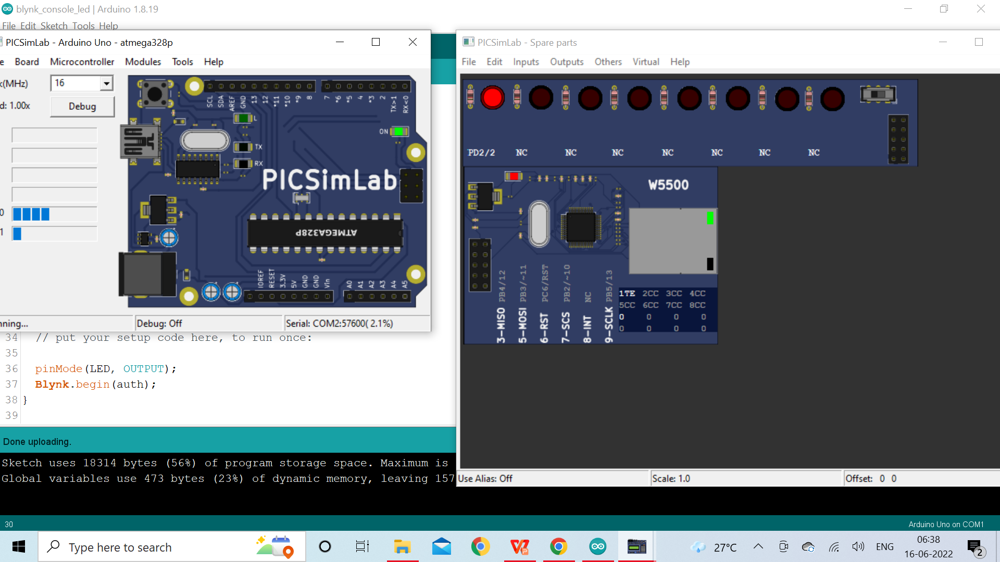 blynk_console_led | Arduino 1.8.19
File Edit Sketch Tools Help
PICSimLab - Arduino Uno - atmega328p
e Board Microcontroller Modules Tools Help
k(MHz) 16
d: 1.00x Debug
0
1
SCL SDA AREF GND 13 12 *11 *10 *9 8 7 *6 *5 4 *3 2 TX>1 RX<0
L
ON
TX
RX
PICSimLab
ATMEGA328P
IOREF RESET 3.3V 5V GND GND Vin A0 A1 A2 A3 A4 A5
nning... Debug: Off Serial: COM2:57600( 2.1%)
34 // put your setup code here, to run once:
35
36 pinMode(LED, OUTPUT);
37 Blynk.begin(auth);
38 }
39
Done uploading.
Sketch uses 18314 bytes (56%) of program storage space. Maximum is
Global variables use 473 bytes (23%) of dynamic memory, leaving 157
30 Arduino Uno on COM1
PICSimLab - Spare parts
File Edit Inputs Outputs Others Virtual Help
PD2/2 NC NC NC NC NC NC NC
W5500
3-MISO PB4/12
5-MOSI PB3/~11
6-RST PC6/RST
7-SCS PB2/~10
8-INT NC
9-SCLK PB5/13
1TE 2CC 3CC 4CC
5CC 6CC 7CC 8CC
0 0 0 0
0 0 0 0
Use Alias: Off Scale: 1.0 Offset: 0 0
Type here to search
27°C ENG
06:38
16-06-2022
2